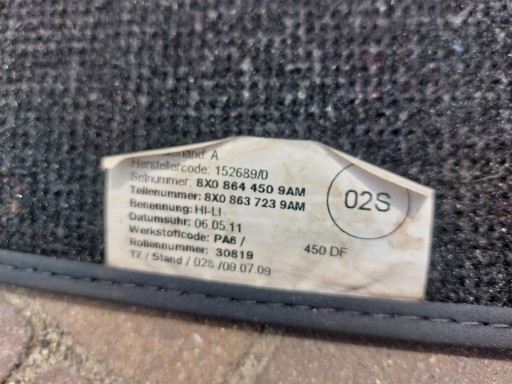 A
Herstellercode: 152689/0
Setnummer: 8X0 864 450 9AM
Teilenummer: 8X0 863 723 9AM
Benennung: HI-LI
Datumsuhr: 06.05.11
Werkstoffcode: PA6 /
450 DF
Rollennummer: 30819
TZ / Stand / 02S /09.07.09
02S